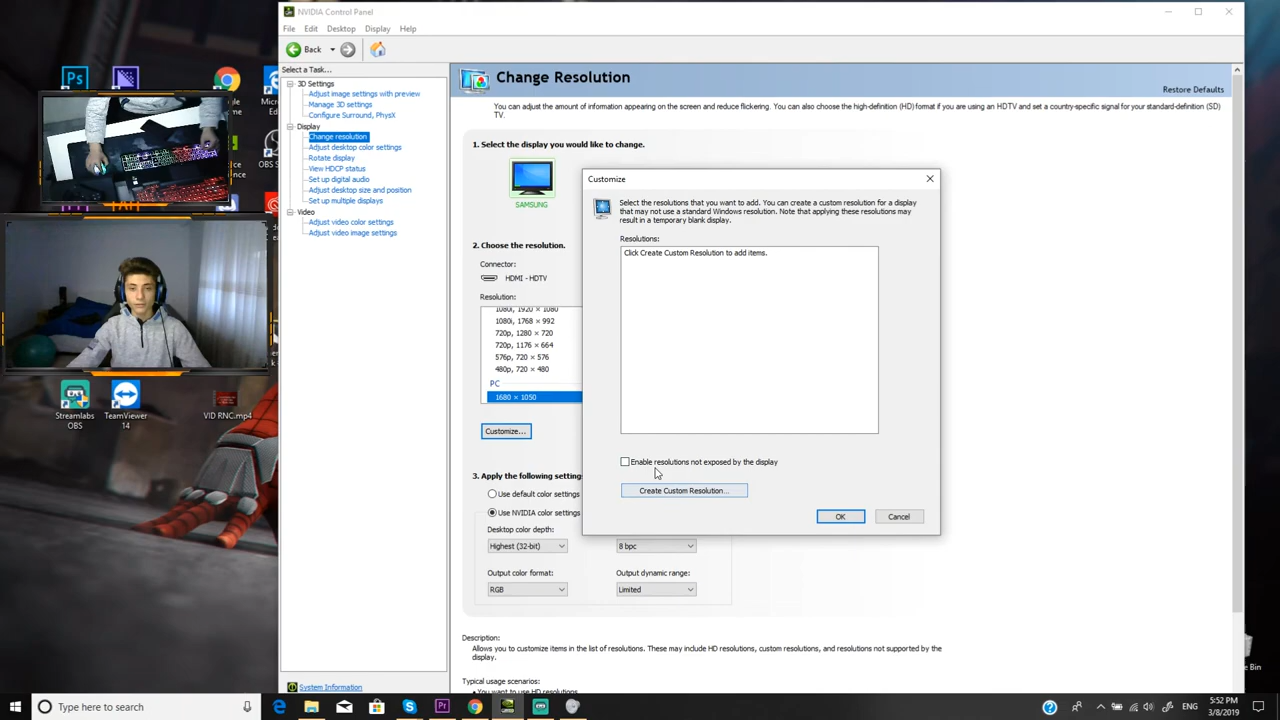 NVIDIA Control Panel
File Edit Desktop Display Help
Back
Select a Task...
3D Settings
Adjust image settings with preview
Manage 3D settings
Configure Surround, PhysX
Display
Change resolution
Adjust desktop color settings
Rotate display
View HDCP status
Set up digital audio
Adjust desktop size and position
Set up multiple displays
Video
Adjust video color settings
Adjust video image settings
System Information
Change Resolution
Restore Defaults
You can adjust the amount of information appearing on the screen and reduce flickering. You can also choose the high-definition (HD) format if you are using an HDTV and set a country-specific signal for your standard-definition (SD)
TV.
1. Select the display you would like to change.
SAMSUNG
2. Choose the resolution.
Connector:
HDMI - HDTV
Resolution:
1080i, 1920 × 1080
1080i, 1768 × 992
720p, 1280 × 720
720p, 1176 × 664
576p, 720 × 576
480p, 720 × 480
PC
1680 × 1050
Customize...
3. Apply the following setting
Use default color settings
Use NVIDIA color settings
Desktop color depth:
Highest (32-bit)
8 bpc
Output color format:
Output dynamic range:
RGB
Limited
Description:
Allows you to customize items in the list of resolutions. These may include HD resolutions, custom resolutions, and resolutions not supported by the
display.
Typical usage scenarios:
• You want to use HD resolutions
Customize
Select the resolutions that you want to add. You can create a custom resolution for a display
that may not use a standard Windows resolution. Note that applying these resolutions may
result in a temporary blank display.
Resolutions:
Click Create Custom Resolution to add items.
Enable resolutions not exposed by the display
Create Custom Resolution...
OK
Cancel
Ps
Streamlabs
OBS
TeamViewer
14
VID RNC.mp4
OBS S
Bin
Type here to search
Pr
ENG
5:52 PM
3/8/2019